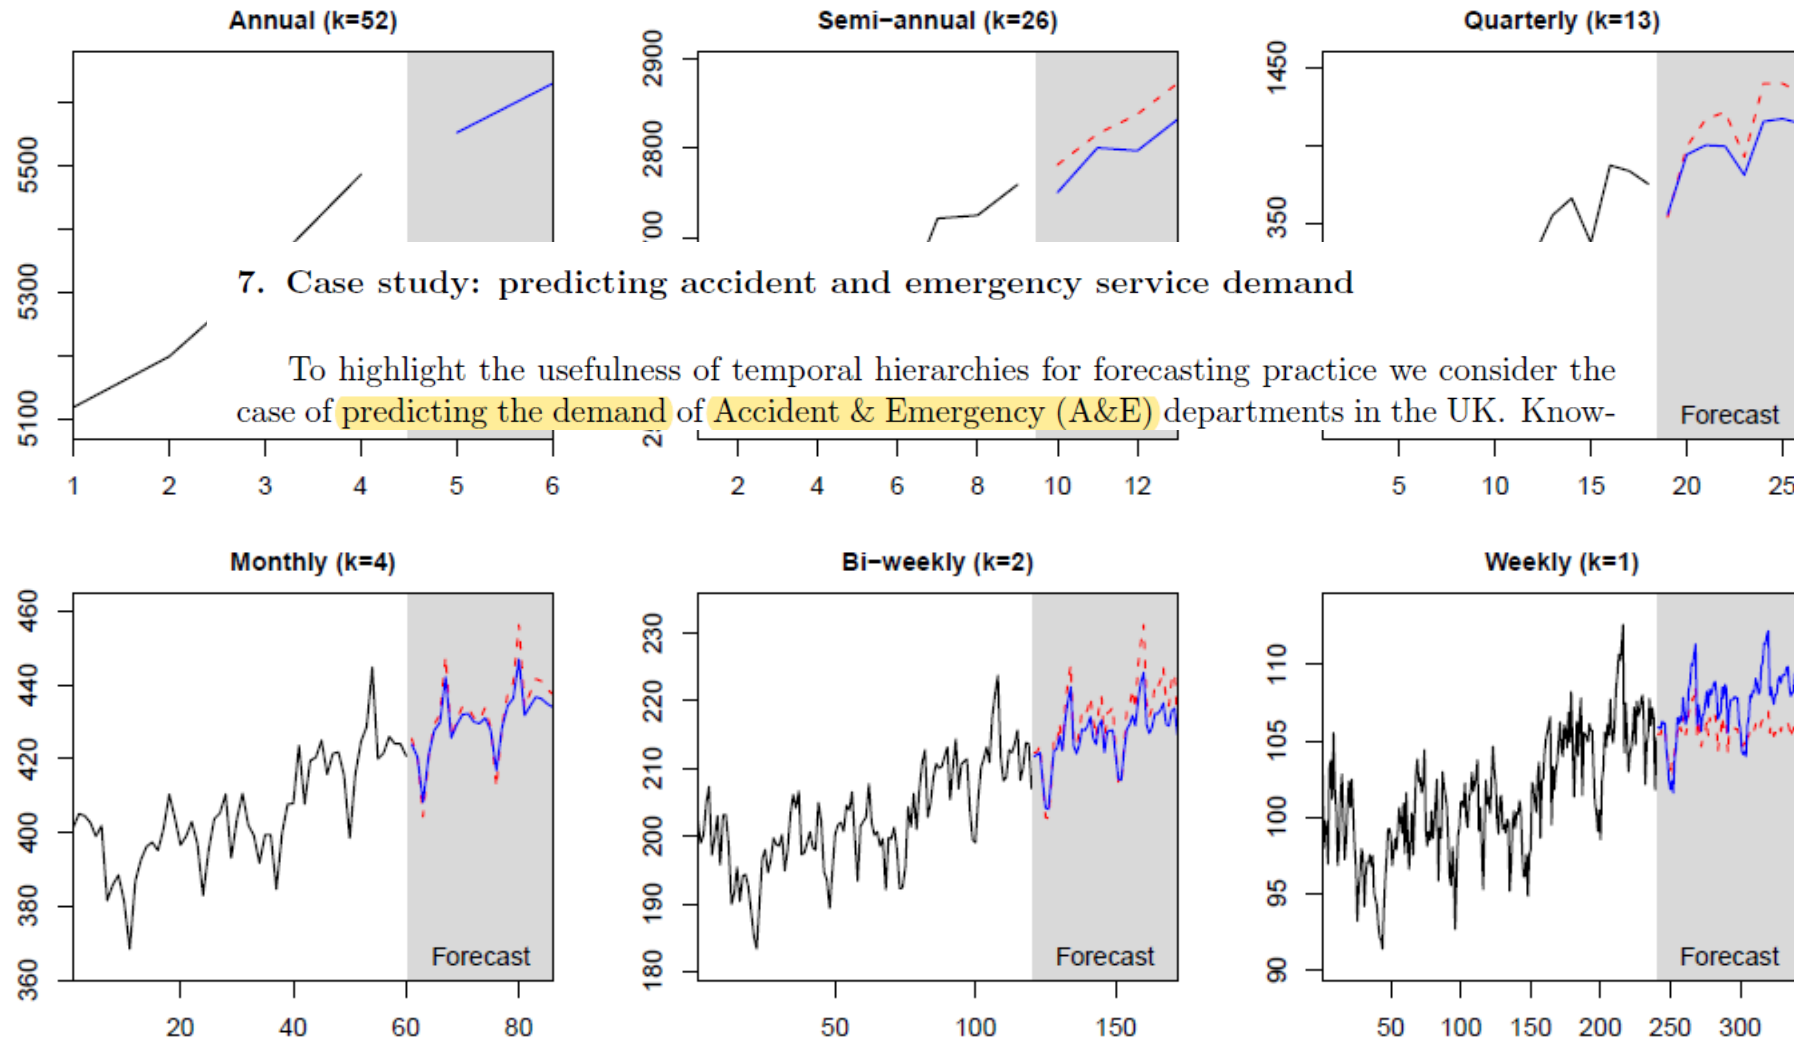 Annual (k=52)
Semi−annual (k=26)
Quarterly (k=13)
5500
5300
5100
2900
2800
1450
350
7. Case study: predicting accident and emergency service demand
To highlight the usefulness of temporal hierarchies for forecasting practice we consider the
case of predicting the demand of Accident & Emergency (A&E) departments in the UK. Know-
Forecast
1 2 3 4 5 6
2 4 6 8 10 12
5 10 15 20 25
Monthly (k=4)
Bi−weekly (k=2)
Weekly (k=1)
460
440
420
400
380
360
230
220
210
200
190
180
110
105
100
95
90
Forecast
Forecast
Forecast
20 40 60 80
50 100 150
50 100 150 200 250 300